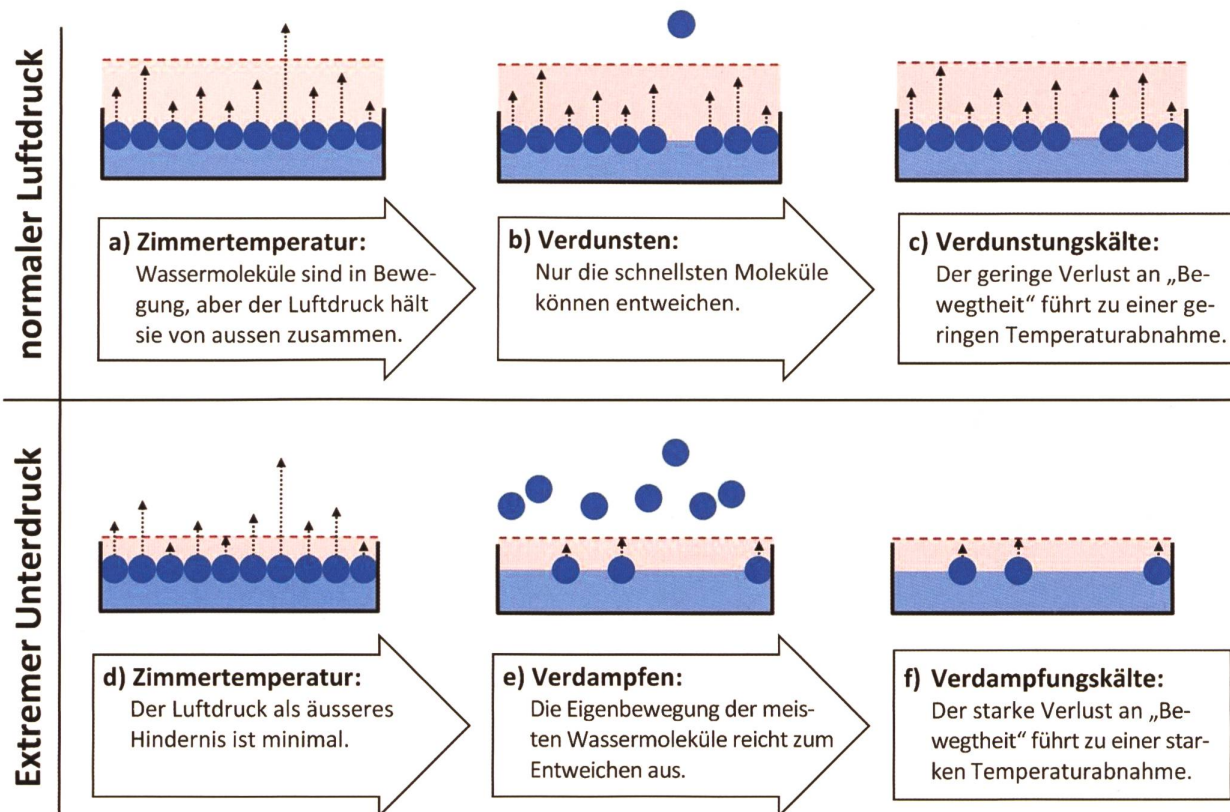 normaler Luftdruck
a) Zimmertemperatur:
Wassermoleküle sind in Bewe-
gung, aber der Luftdruck hält
sie von aussen zusammen.
b) Verdunsten:
Nur die schnellsten Moleküle
können entweichen.
c) Verdunstungskälte:
Der geringe Verlust an „Be-
wegtheit“ führt zu einer ge-
ringen Temperaturabnahme.
Extremer Unterdruck
d) Zimmertemperatur:
Der Luftdruck als äusseres
Hindernis ist minimal.
e) Verdampfen:
Die Eigenbewegung der meis-
ten Wassermoleküle reicht zum
Entweichen aus.
f) Verdampfungskälte:
Der starke Verlust an „Be-
wegtheit“ führt zu einer star-
ken Temperaturabnahme.